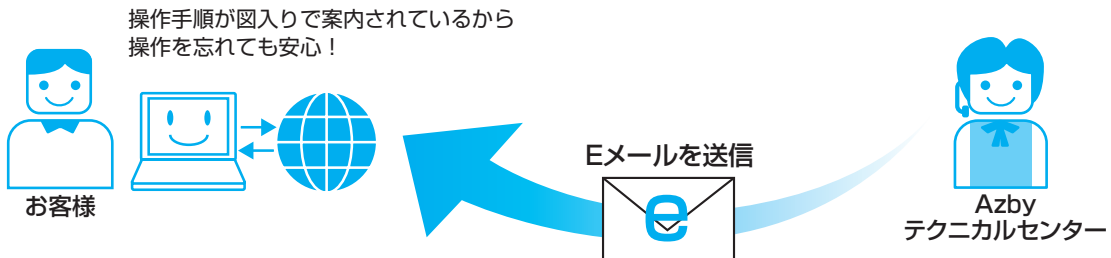 操作手順が図入りで案内されているから
操作を忘れても安心!
お客様
Eメールを送信
e
Azby
テクニカルセンター